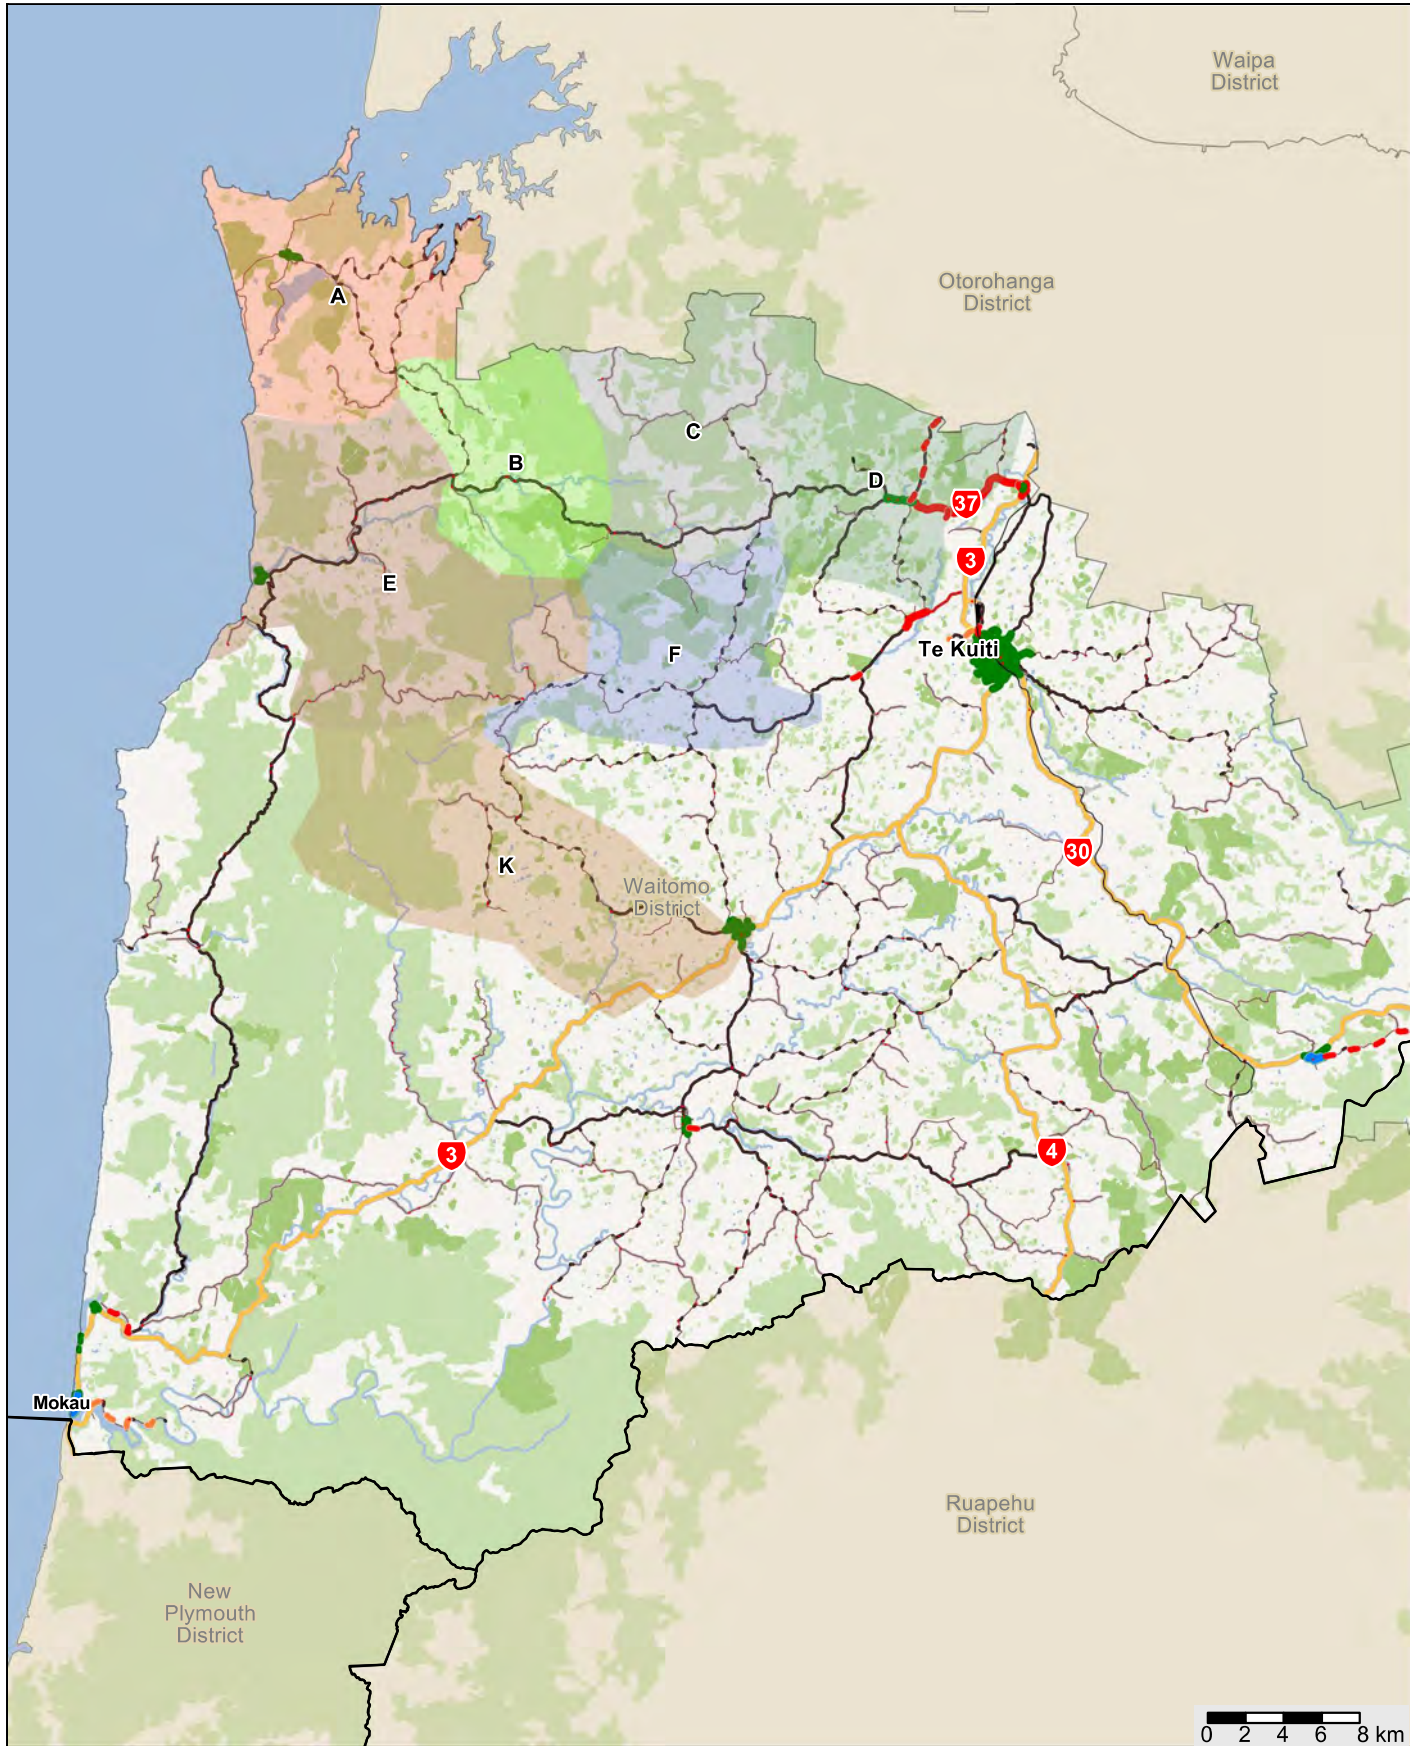 Waipa
District
Otorohanga
District
A
C
B
D
37
3
E
F
Te Kuiti
30
K
Waitomo
District
3
4
Mokau
Ruapehu
District
New
Plymouth
District
0 2 4 6 8 km